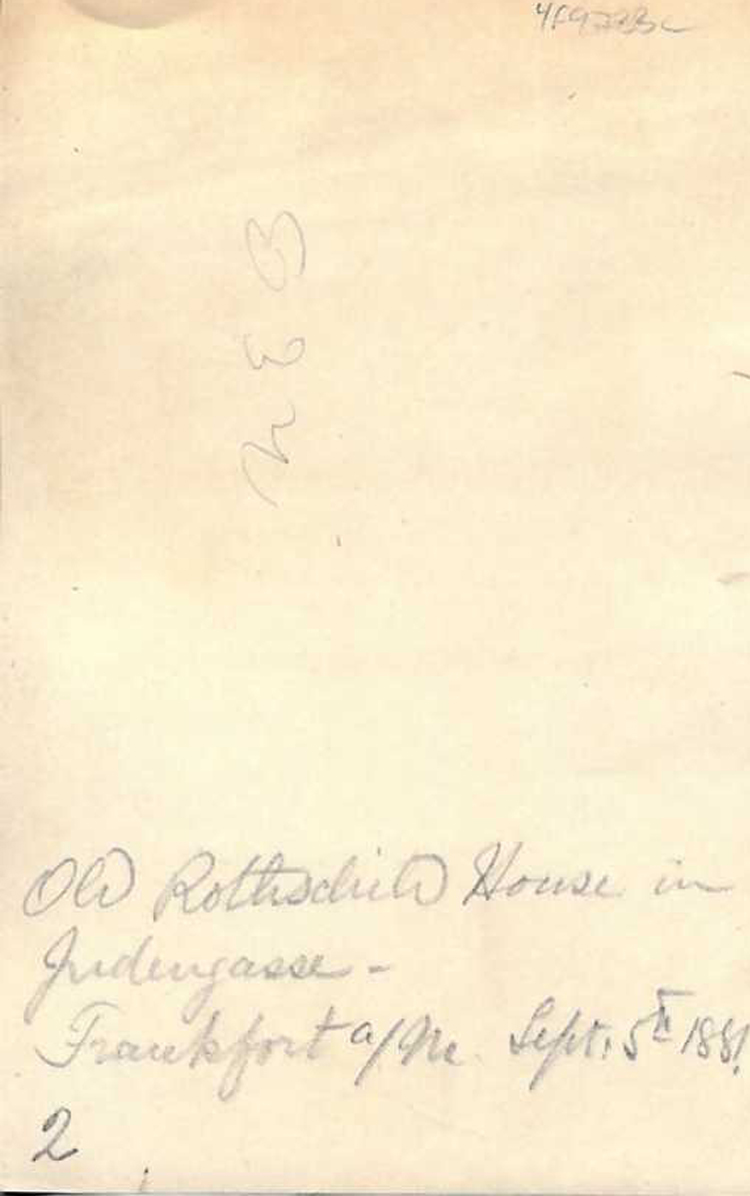 Old Rothschild House in
Judengasse -
Frankfort a/M. Sept. 5th 1881
2